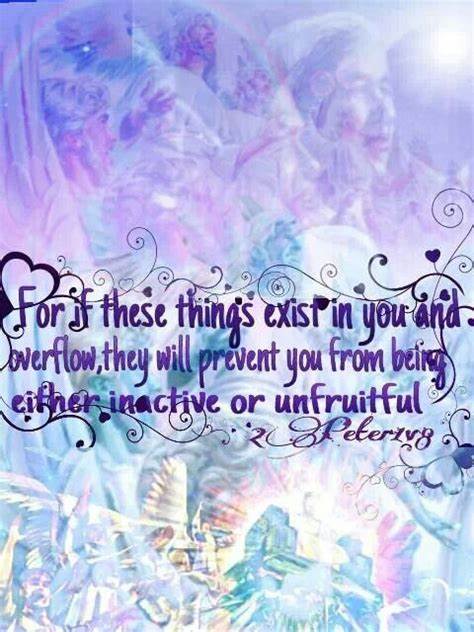 For if these things exist in you and
overflow,they will prevent you from being
either inactive or unfruitful
2 Peter1v8